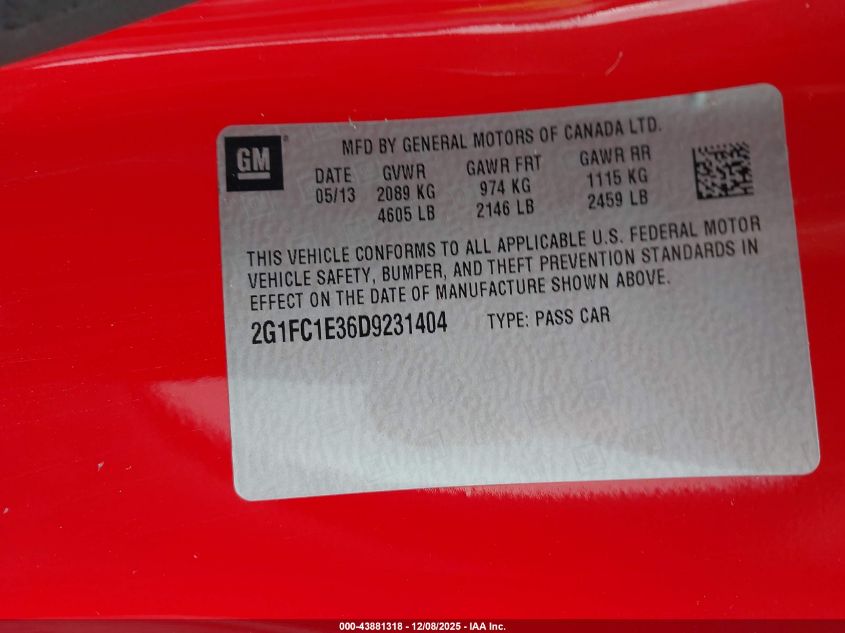 GM
MFD BY GENERAL MOTORS OF CANADA LTD.
DATE GVWR GAWR FRT GAWR RR
05/13 2089 KG 974 KG 1115 KG
4605 LB 2146 LB 2459 LB
THIS VEHICLE CONFORMS TO ALL APPLICABLE U.S. FEDERAL MOTOR
VEHICLE SAFETY, BUMPER, AND THEFT PREVENTION STANDARDS IN
EFFECT ON THE DATE OF MANUFACTURE SHOWN ABOVE.
2G1FC1E36D9231404 TYPE: PASS CAR
000-43881318 - 12/08/2025 - IAA Inc.